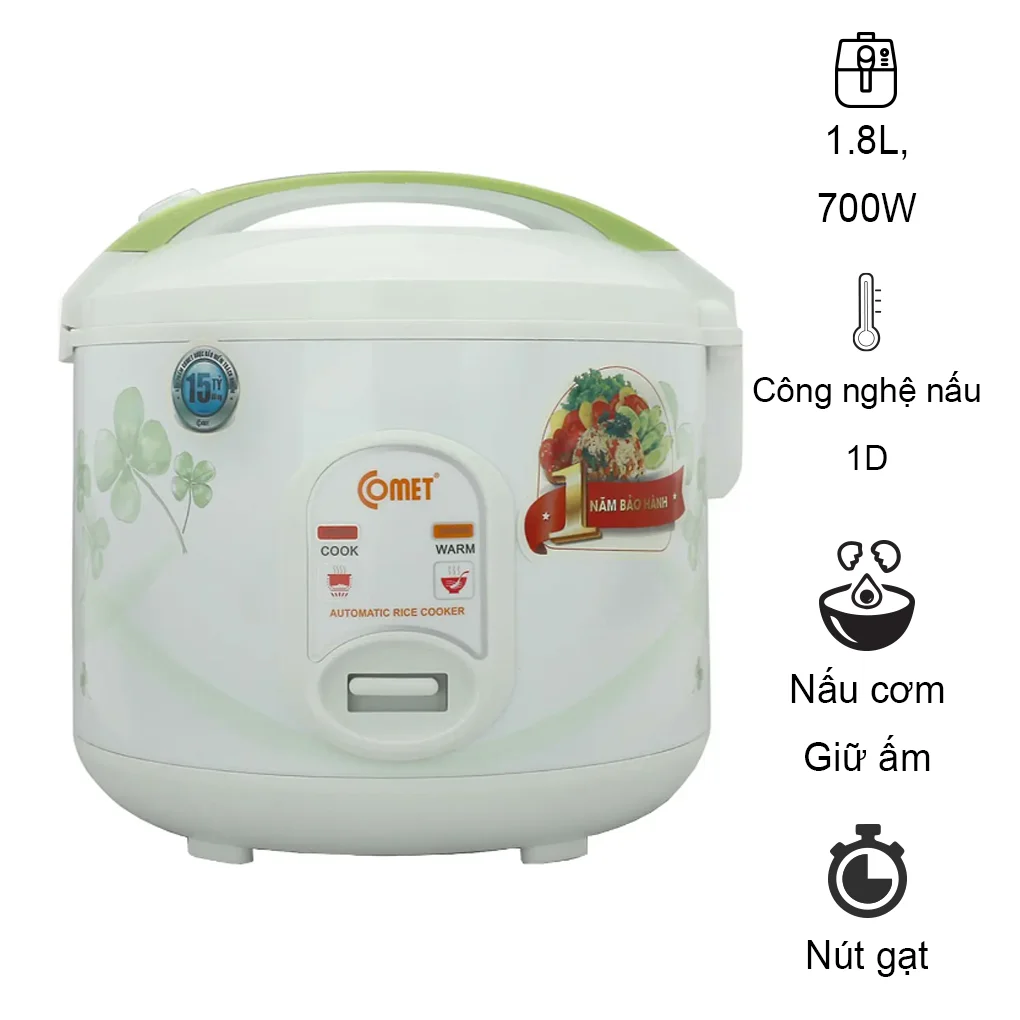 1.8L,
700W
Công nghệ nấu
1D
Nấu cơm
Giữ ấm
Nút gạt
15 TỶ
COMET
NĂM BẢO HÀNH
1
COOK
WARM
AUTOMATIC RICE COOKER